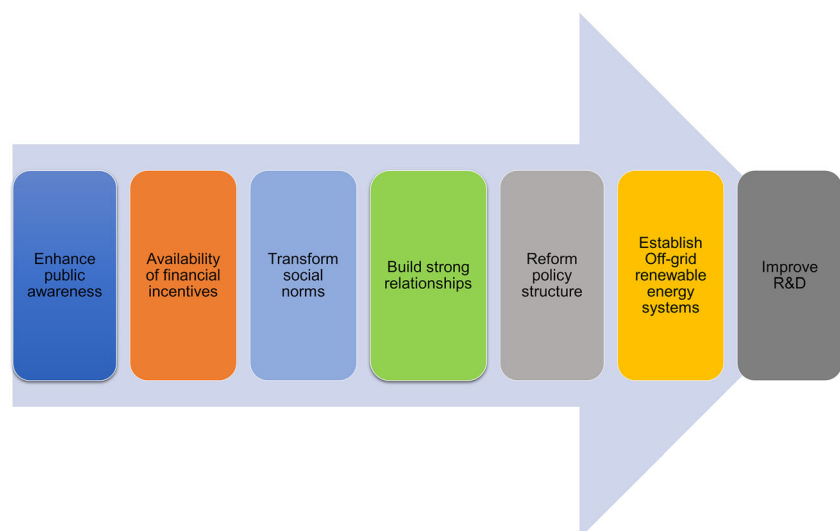 Enhance
public
awareness
Availability
of financial
incentives
Transform
social
norms
Build strong
relationships
Reform
policy
structure
Establish
Off-grid
renewable
energy
systems
Improve
R&D